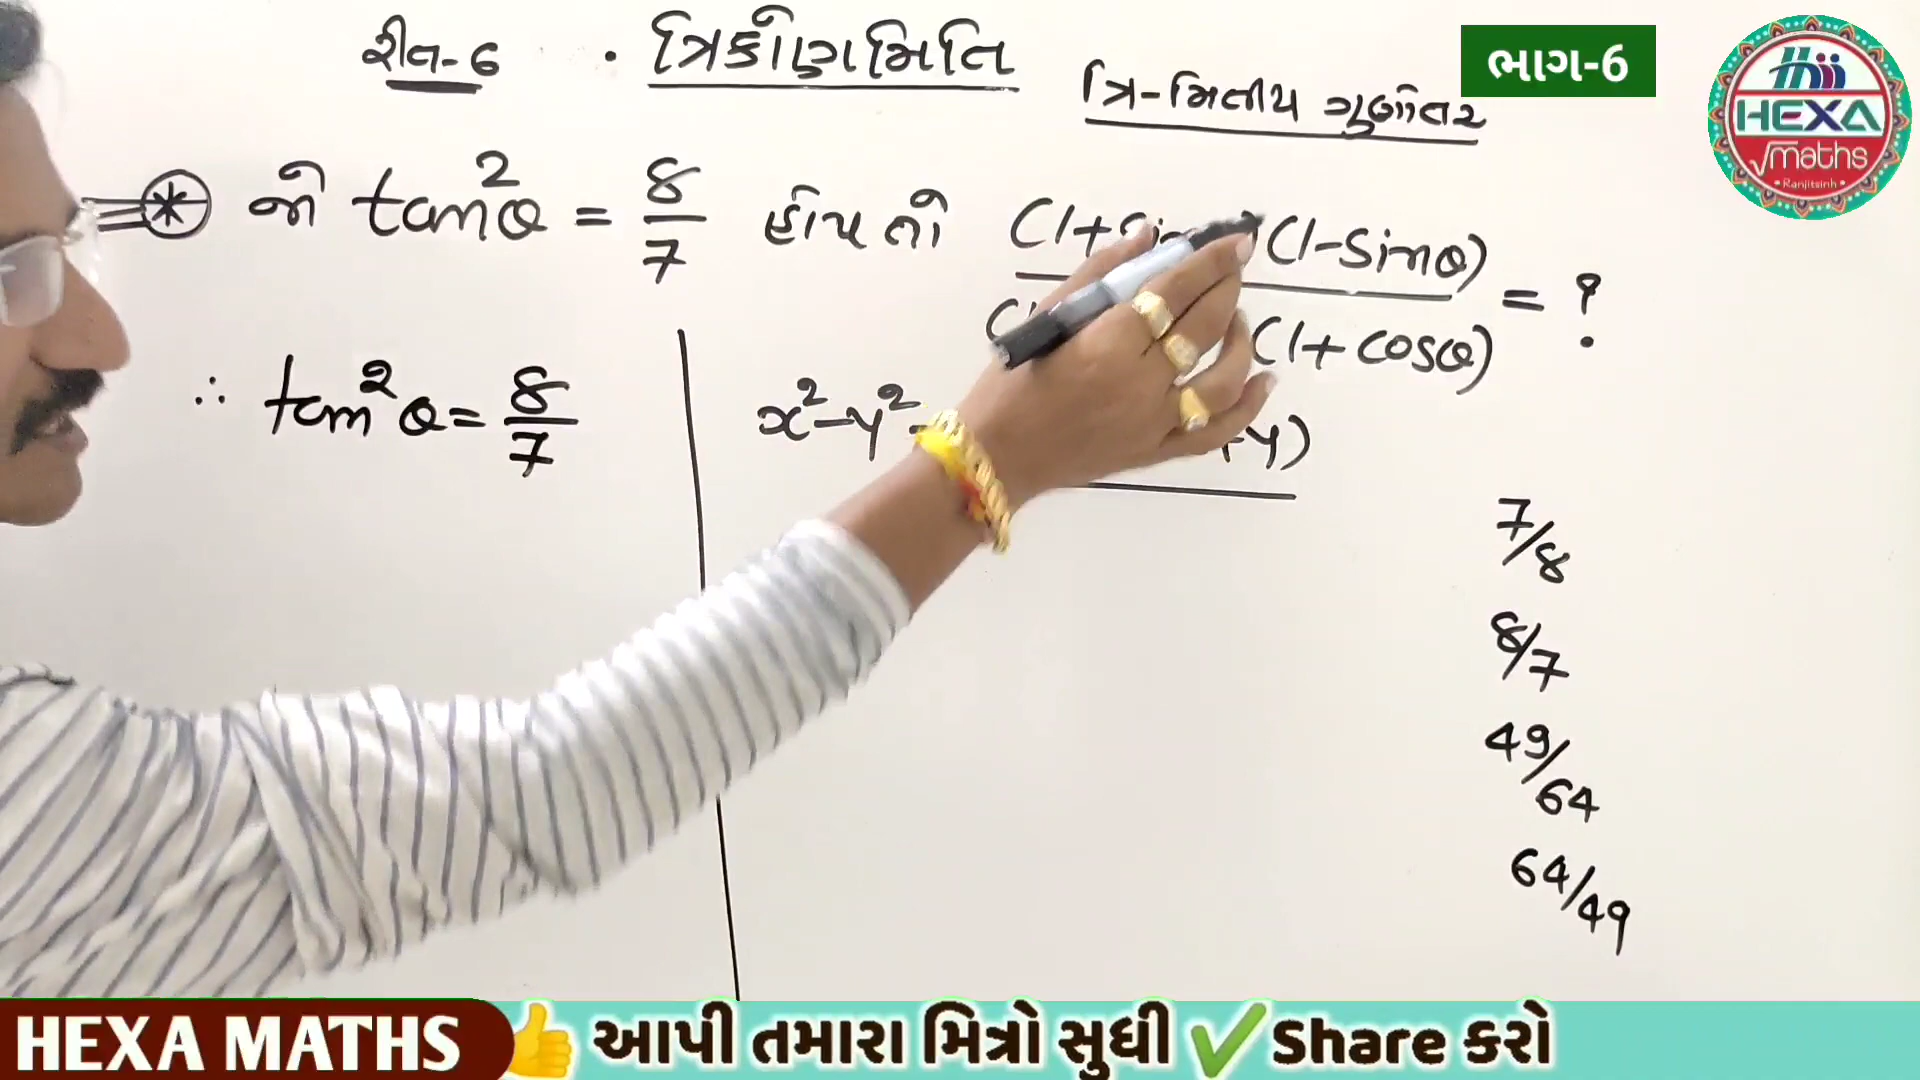 રીત-6 · ત્રિકોણમિતિ
ત્રિ-મિતીય ગુણોત્તર
ભાગ-6
HEXA
√maths
• Ranjitsinh •
* જો tan²θ = 8/7 હોય તો (1+Sin )(1-Sinθ) / (1 (1+cosθ) = ?
∴ tan²θ = 8/7
x²-y² +y)
7/8
8/7
49/64
64/49
HEXA MATHS 👍 આપી તમારા મિત્રો સુધી ✔ Share કરો